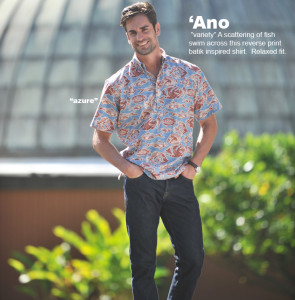 ‘Ano
"variety" A scattering of fish
swim across this reverse print
batik inspired shirt.  Relaxed fit.
"azure"